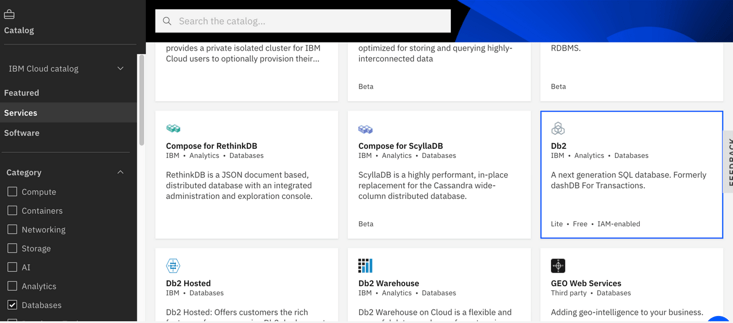 Catalog
Search the catalog...
IBM Cloud catalog
Featured
Services
Software
Category
Compute
Containers
Networking
Storage
AI
Analytics
Databases
provides a private isolated cluster for IBM
Cloud users to optionally provision their...
optimized for storing and querying highly-
interconnected data
Beta
RDBMS.
Beta
Compose for RethinkDB
IBM • Analytics • Databases
RethinkDB is a JSON document based,
distributed database with an integrated
administration and exploration console.
Compose for ScyllaDB
IBM • Analytics • Databases
ScyllaDB is a highly performant, in-place
replacement for the Cassandra wide-
column distributed database.
Beta
Db2
IBM • Analytics • Databases
A next generation SQL database. Formerly
dashDB For Transactions.
Lite • Free • IAM-enabled
Db2 Hosted
IBM • Databases
Db2 Hosted: Offers customers the rich
Db2 Warehouse
IBM • Analytics • Databases
Db2 Warehouse on Cloud is a flexible and
GEO
GEO Web Services
Third party • Databases
Adding geo-intelligence to your business.
FEEDBACK